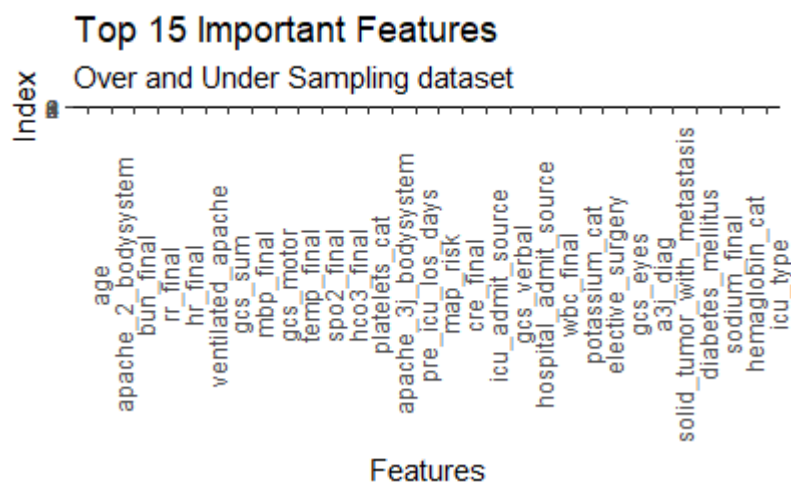 Top 15 Important Features
Over and Under Sampling dataset
Index
age
apache_2_bodysystem
bun_final
rr_final
hr_final
ventilated_apache
gcs_sum
mbp_final
gcs_motor
temp_final
spo2_final
hco3_final
platelets_cat
apache_3j_bodysystem
pre_icu_los_days
map_risk
cre_final
icu_admit_source
gcs_verbal
hospital_admit_source
wbc_final
potassium_cat
elective_surgery
gcs_eyes
a3j_diag
solid_tumor_with_metastasis
diabetes_mellitus
sodium_final
hemaglobin_cat
icu_type
Features